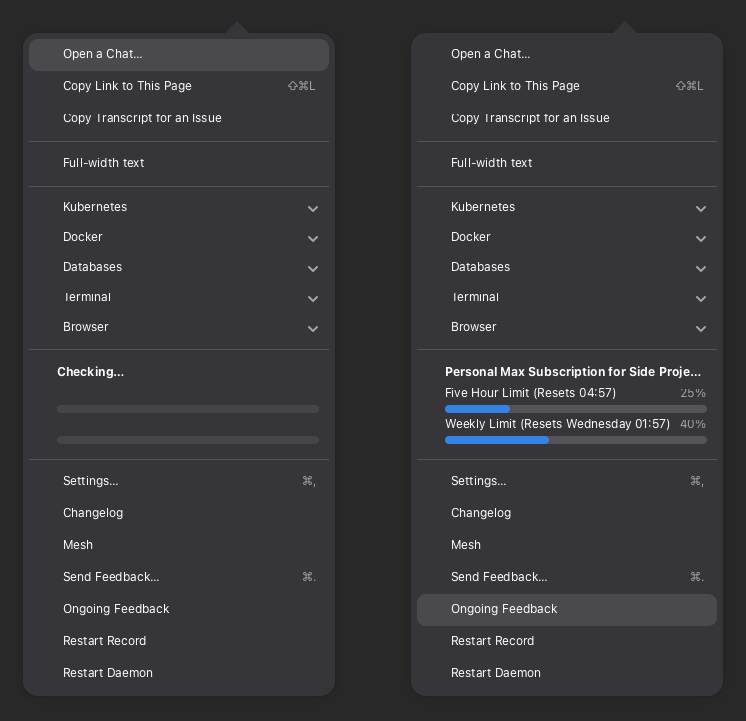 Open a Chat...
Copy Link to This Page ⇧⌘L
Copy Transcript for an Issue
Full-width text
Kubernetes
Docker
Databases
Terminal
Browser
Checking...
Settings... ⌘,
Changelog
Mesh
Send Feedback... ⌘.
Ongoing Feedback
Restart Record
Restart Daemon
Open a Chat...
Copy Link to This Page ⇧⌘L
Copy Transcript for an Issue
Full-width text
Kubernetes
Docker
Databases
Terminal
Browser
Personal Max Subscription for Side Proje...
Five Hour Limit (Resets 04:57) 25%
Weekly Limit (Resets Wednesday 01:57) 40%
Settings... ⌘,
Changelog
Mesh
Send Feedback... ⌘.
Ongoing Feedback
Restart Record
Restart Daemon